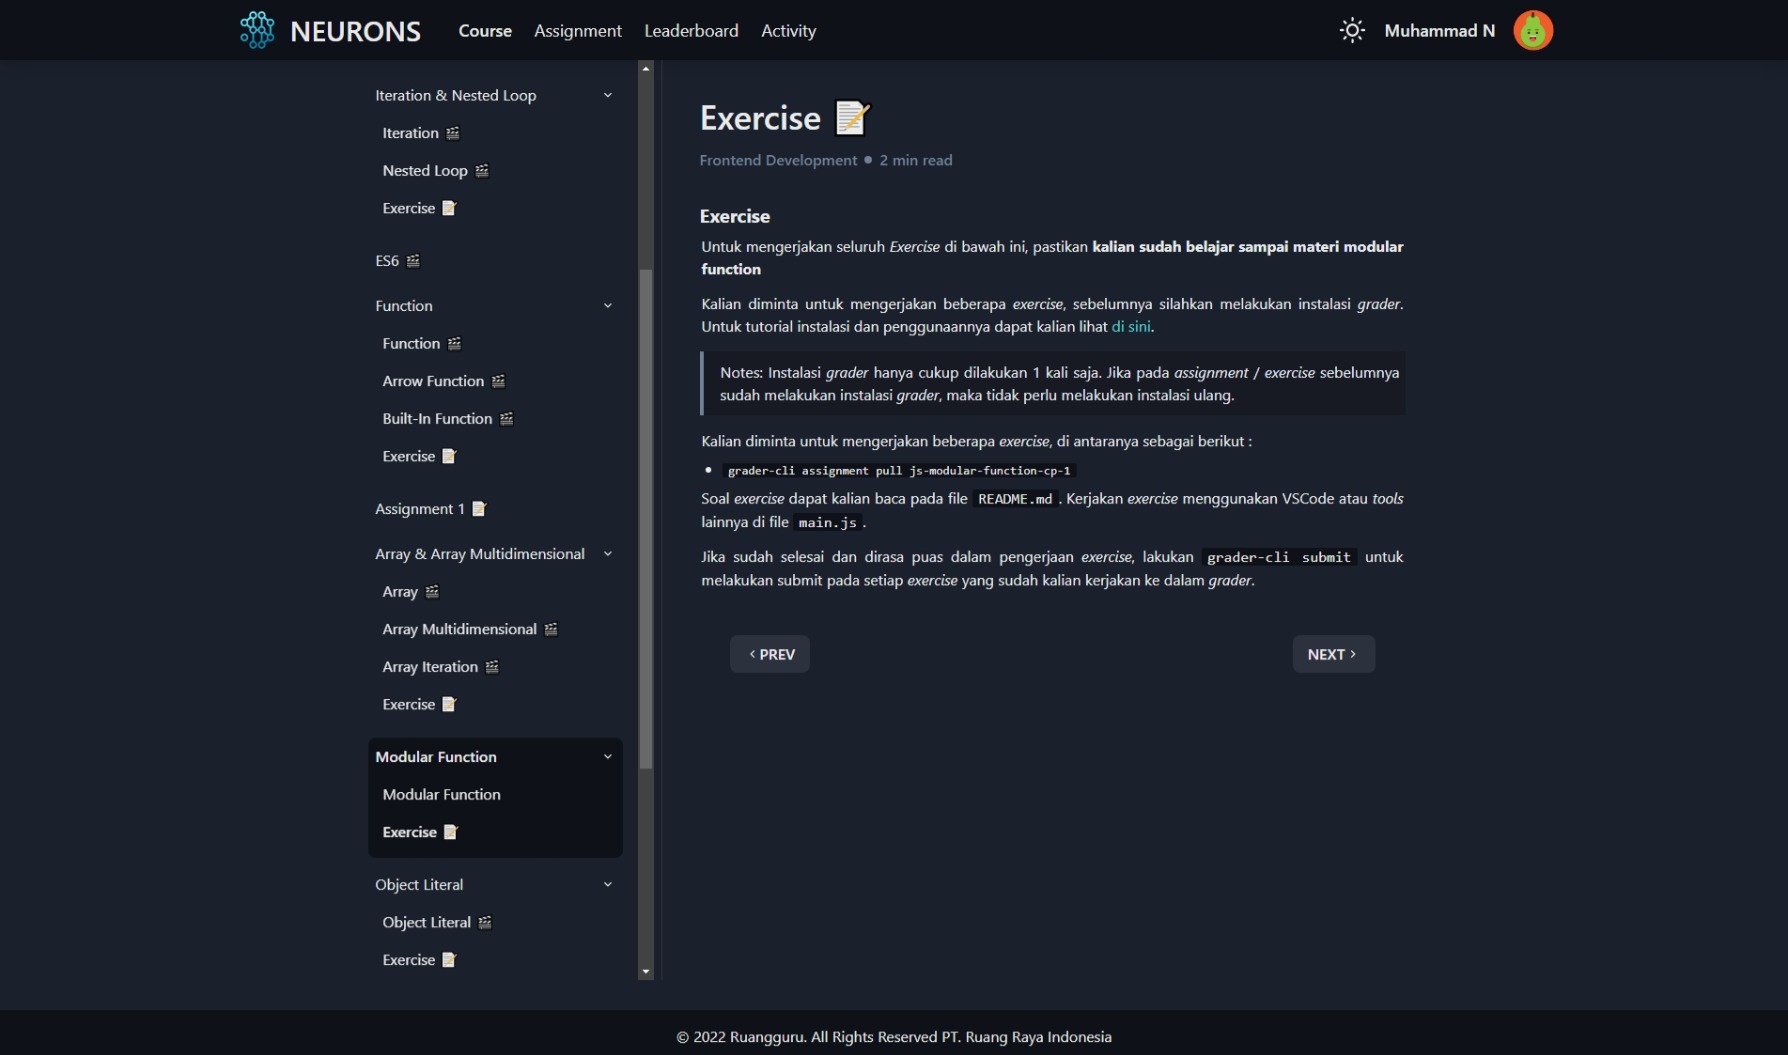 NEURONS
Course
Assignment
Leaderboard
Activity
Muhammad N
Iteration & Nested Loop
Iteration 🎬
Nested Loop 🎬
Exercise 📝
ES6 🎬
Function
Function 🎬
Arrow Function 🎬
Built-In Function 🎬
Exercise 📝
Assignment 1 📝
Array & Array Multidimensional
Array 🎬
Array Multidimensional 🎬
Array Iteration 🎬
Exercise 📝
Modular Function
Modular Function
Exercise 📝
Object Literal
Object Literal 🎬
Exercise 📝
Exercise 📝
Frontend Development • 2 min read
Exercise
Untuk mengerjakan seluruh Exercise di bawah ini, pastikan kalian sudah belajar sampai materi modular
function
Kalian diminta untuk mengerjakan beberapa exercise, sebelumnya silahkan melakukan instalasi grader.
Untuk tutorial instalasi dan penggunaannya dapat kalian lihat di sini.
Notes: Instalasi grader hanya cukup dilakukan 1 kali saja. Jika pada assignment / exercise sebelumnya
sudah melakukan instalasi grader, maka tidak perlu melakukan instalasi ulang.
Kalian diminta untuk mengerjakan beberapa exercise, di antaranya sebagai berikut :
• grader-cli assignment pull js-modular-function-cp-1
Soal exercise dapat kalian baca pada file README.md . Kerjakan exercise menggunakan VSCode atau tools
lainnya di file main.js .
Jika sudah selesai dan dirasa puas dalam pengerjaan exercise, lakukan grader-cli submit untuk
melakukan submit pada setiap exercise yang sudah kalian kerjakan ke dalam grader.
‹ PREV
NEXT ›
© 2022 Ruangguru. All Rights Reserved PT. Ruang Raya Indonesia